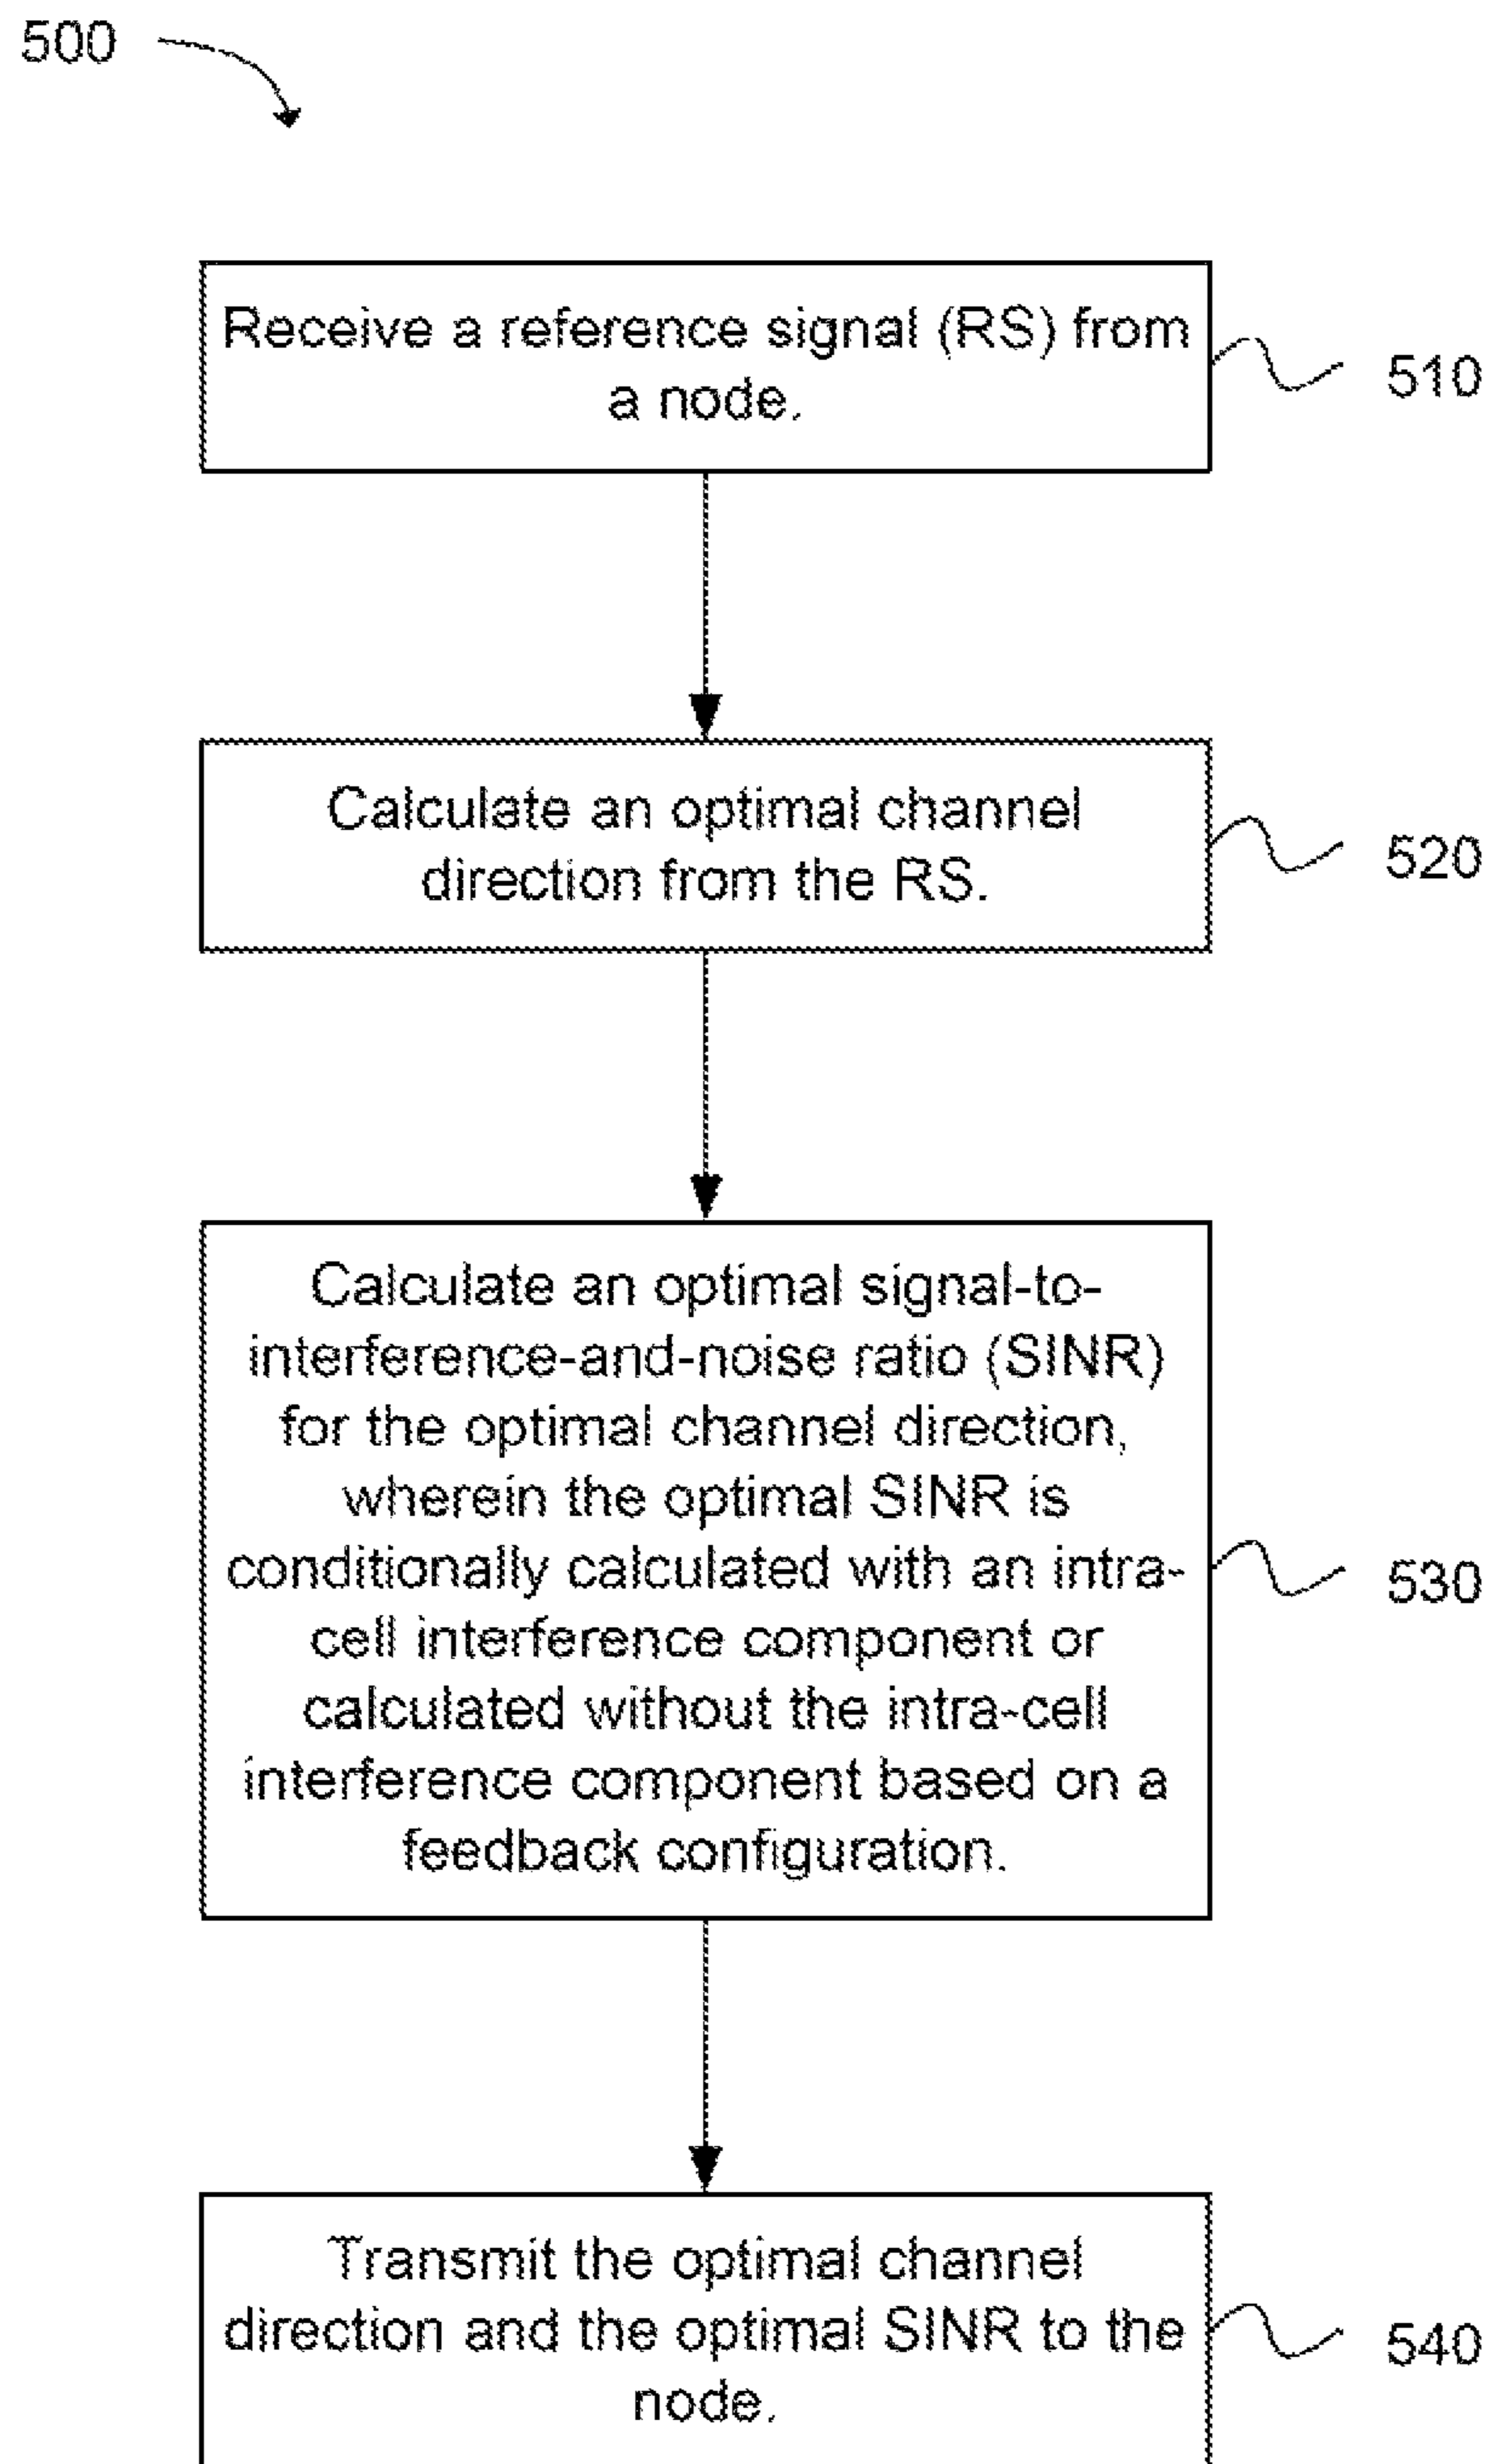 500
Receive a reference signal (RS) from
a node.
510
Calculate an optimal channel
direction from the RS.
520
Calculate an optimal signal-to-
interference-and-noise ratio (SINR)
for the optimal channel direction,
wherein the optimal SINR is
conditionally calculated with an intra-
cell interference component or
calculated without the intra-cell
interference component based on a
feedback configuration.
530
Transmit the optimal channel
direction and the optimal SINR to the
node.
540